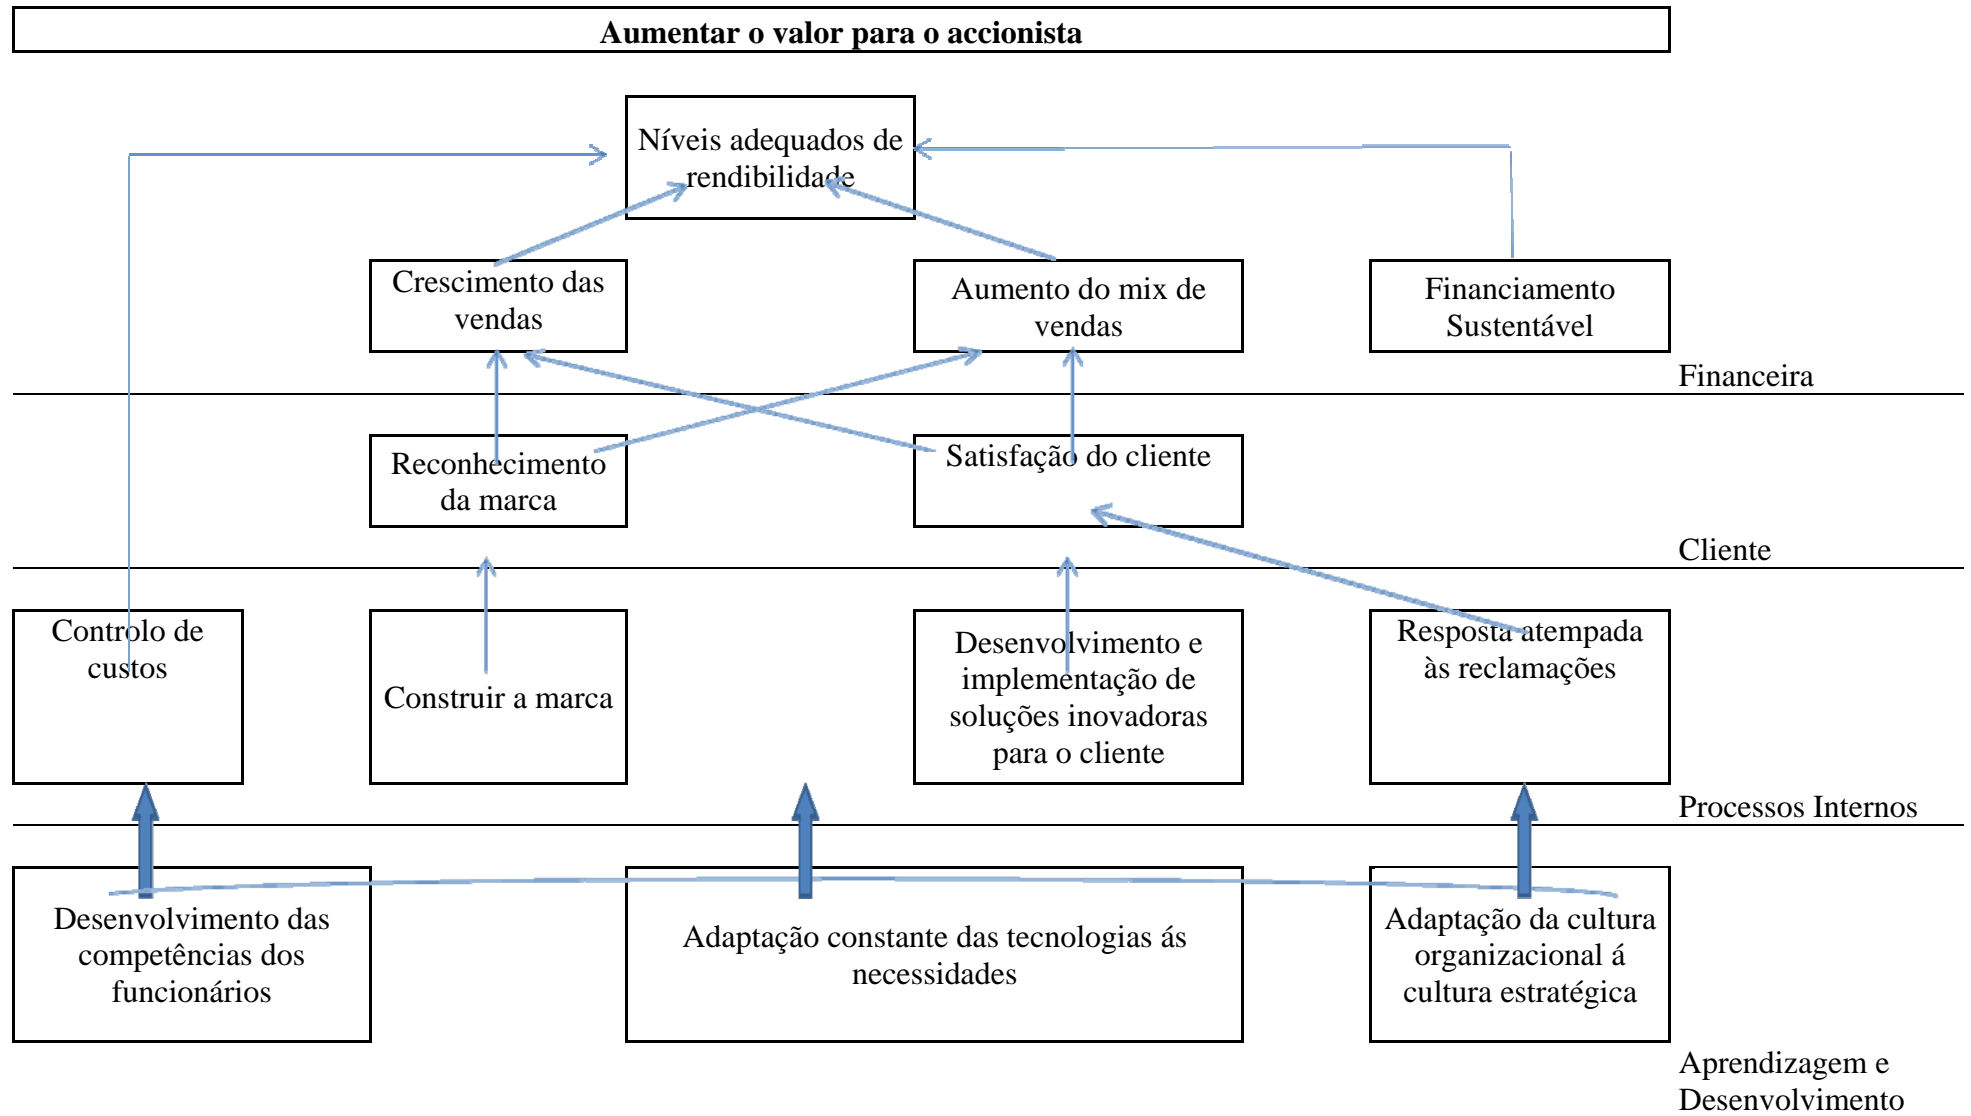 Aumentar o valor para o accionista
Níveis adequados de
rendibilidade
Crescimento das
vendas
Aumento do mix de
vendas
Financiamento
Sustentável
Financeira
Reconhecimento
da marca
Satisfação do cliente
Cliente
Controlo de
custos
Construir a marca
Desenvolvimento e
implementação de
soluções inovadoras
para o cliente
Resposta atempada
às reclamações
Processos Internos
Desenvolvimento das
competências dos
funcionários
Adaptação constante das tecnologias ás
necessidades
Adaptação da cultura
organizacional á
cultura estratégica
Aprendizagem e
Desenvolvimento